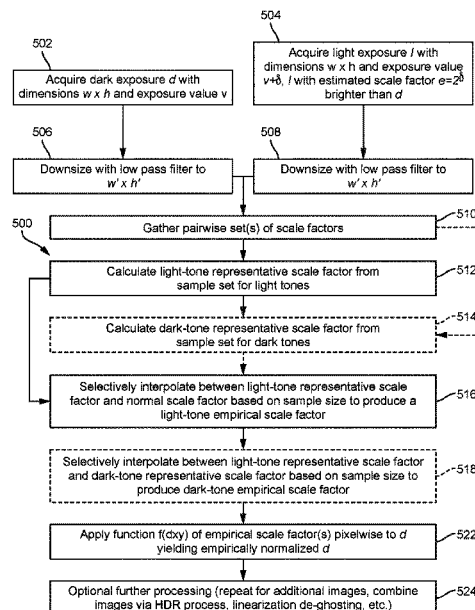 502
Acquire dark exposure d with
dimensions w x h and exposure value v
504
Acquire light exposure l with
dimensions w x h and exposure value
v+δ, l with estimated scale factor e=2^δ
brighter than d
506
Downsize with low pass filter to
w' x h'
508
Downsize with low pass filter to
w' x h'
500
Gather pairwise set(s) of scale factors
510
Calculate light-tone representative scale factor from
sample set for light tones
512
Calculate dark-tone representative scale factor from
sample set for dark tones
514
Selectively interpolate between light-tone representative scale
factor and normal scale factor based on sample size to produce a
light-tone empirical scale factor
516
Selectively interpolate between light-tone representative scale factor
and dark-tone representative scale factor based on sample size to
produce dark-tone empirical scale factor
518
Apply function f(dxy) of empirical scale factor(s) pixelwise to d
yielding empirically normalized d
522
Optional further processing (repeat for additional images, combine
images via HDR process, linearization de-ghosting, etc.)
524